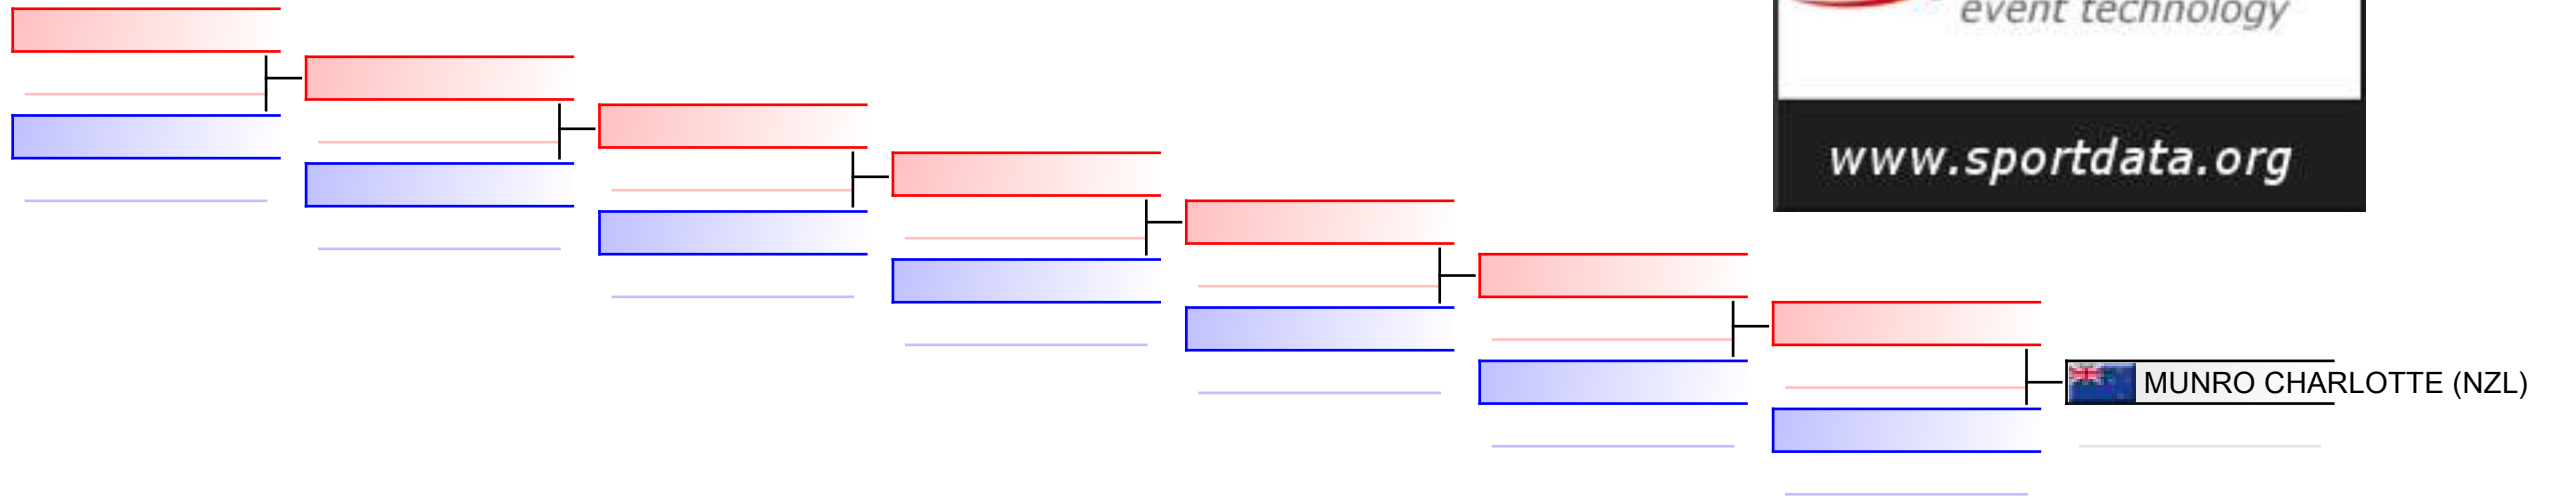 event technology
www.sportdata.org
MUNRO CHARLOTTE (NZL)